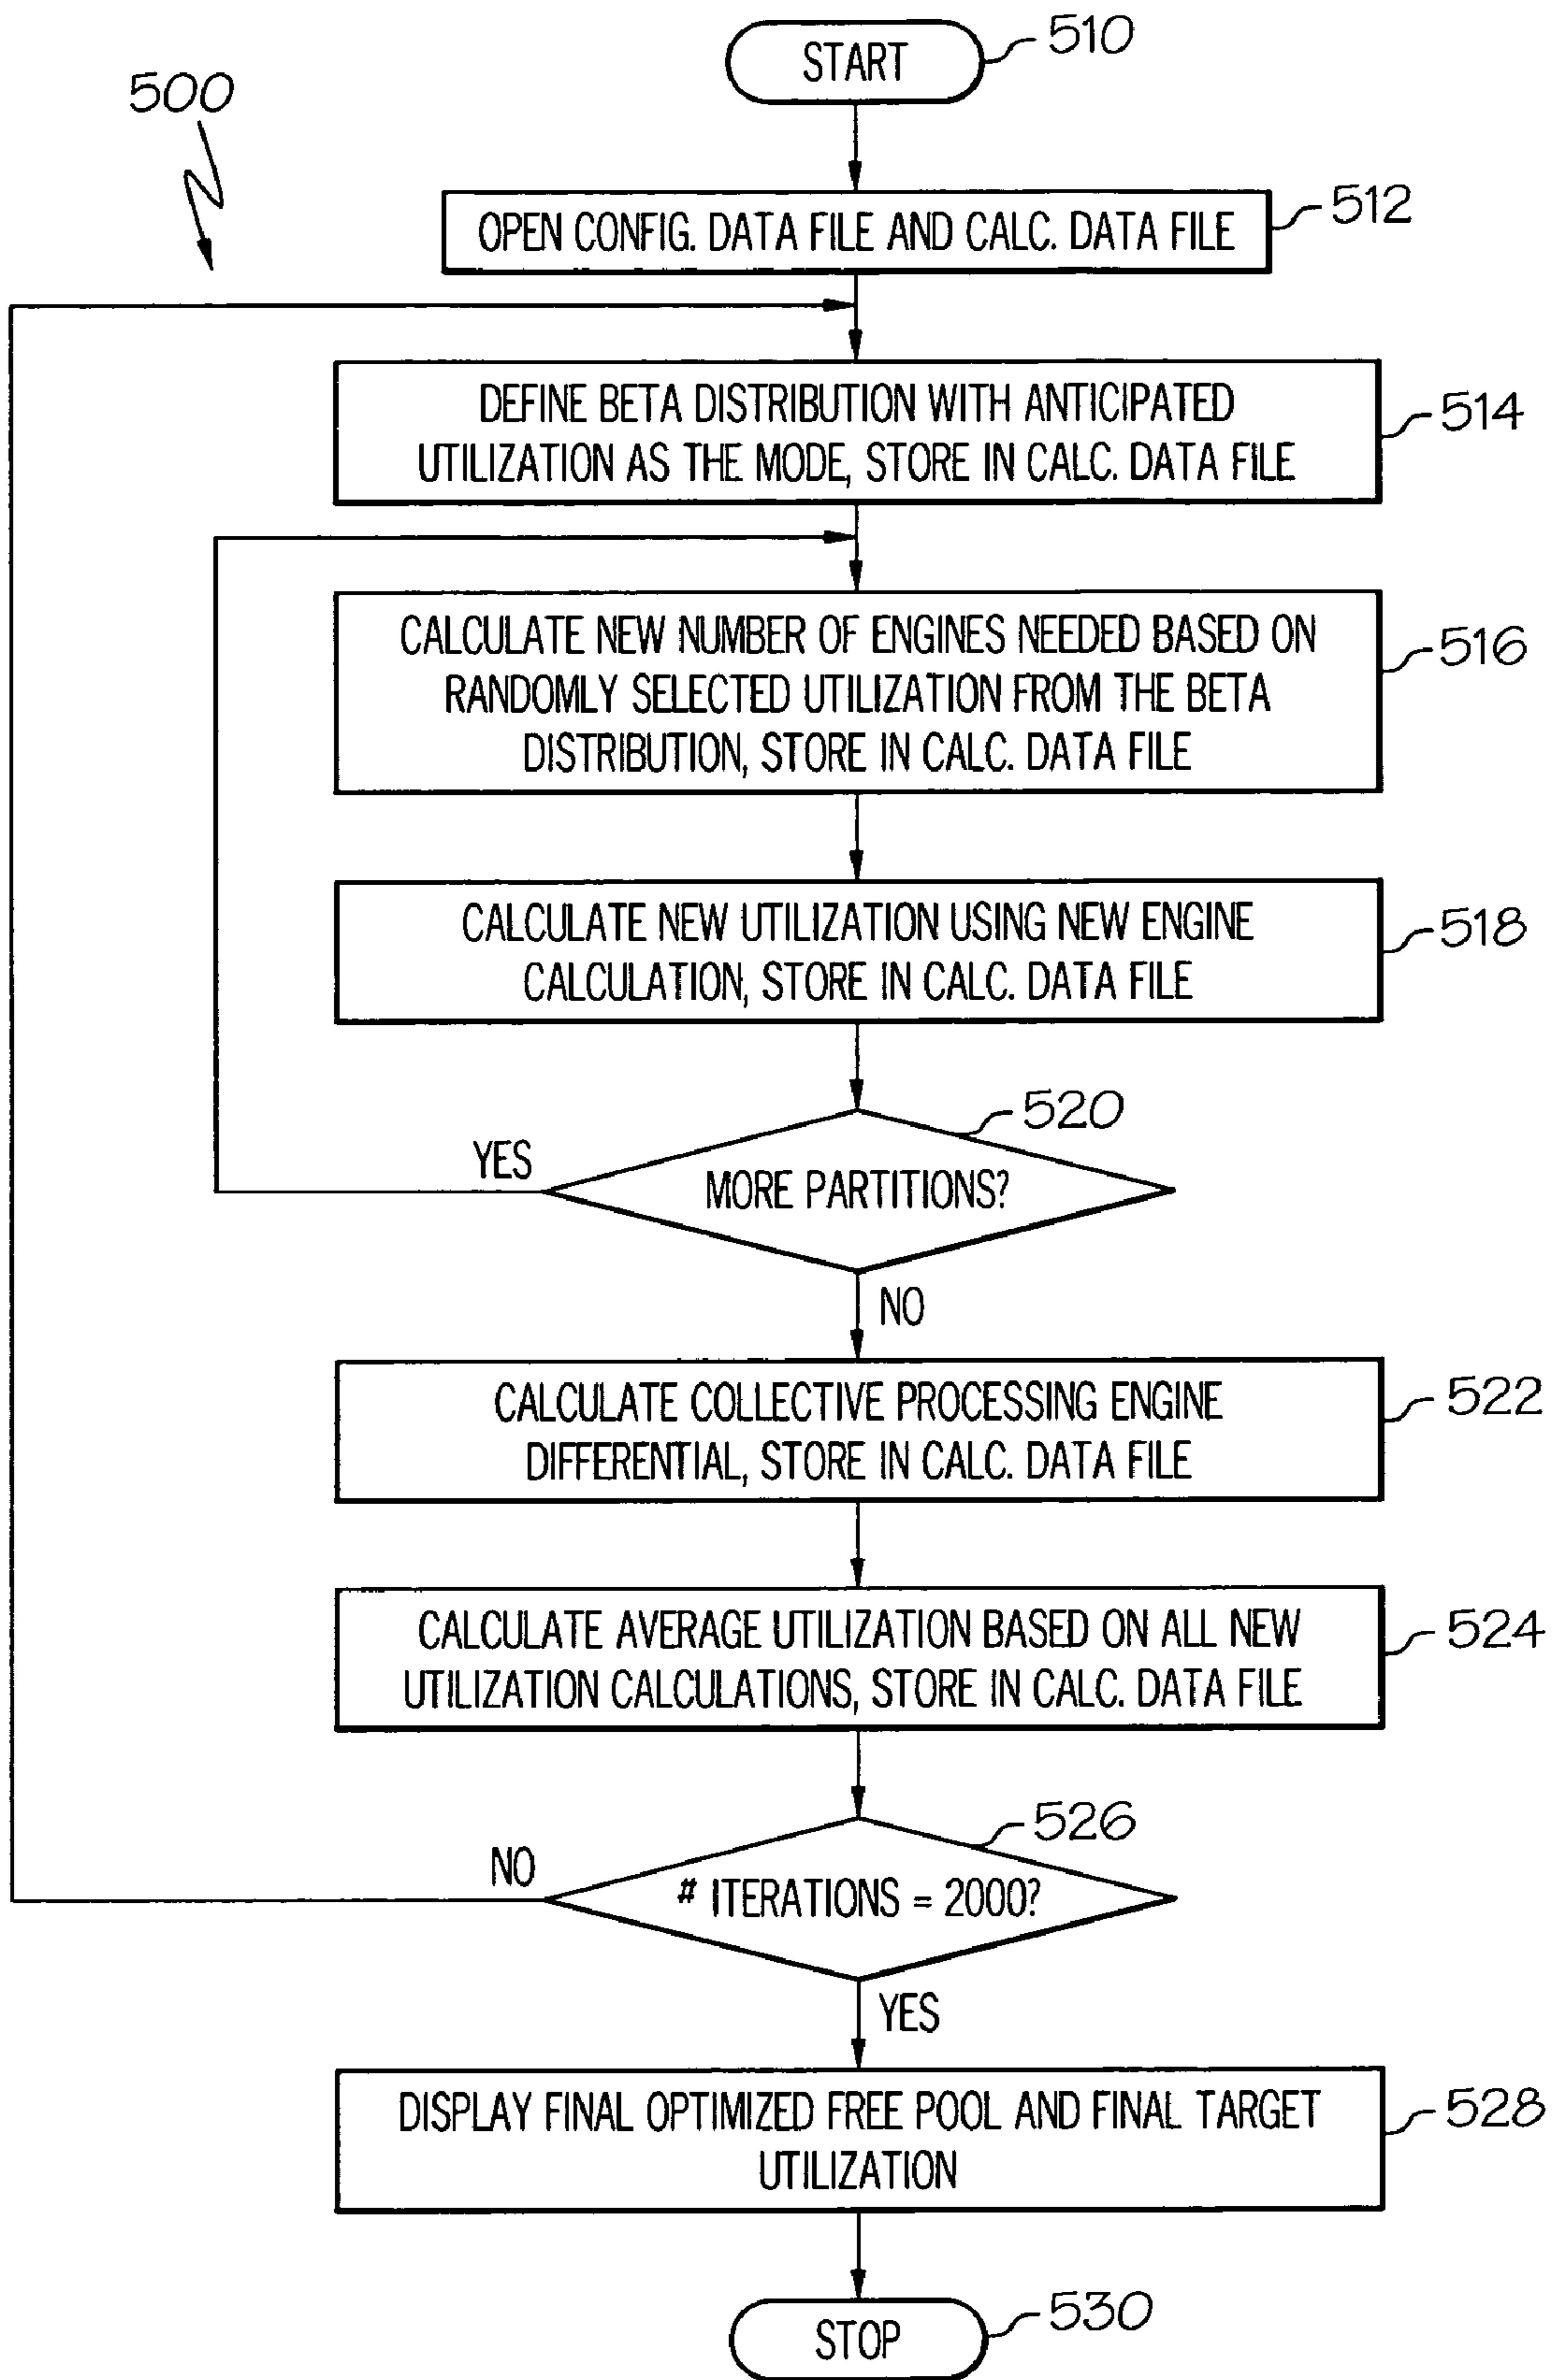 START
510
500
OPEN CONFIG. DATA FILE AND CALC. DATA FILE
512
DEFINE BETA DISTRIBUTION WITH ANTICIPATED
UTILIZATION AS THE MODE, STORE IN CALC. DATA FILE
514
CALCULATE NEW NUMBER OF ENGINES NEEDED BASED ON
RANDOMLY SELECTED UTILIZATION FROM THE BETA
DISTRIBUTION, STORE IN CALC. DATA FILE
516
CALCULATE NEW UTILIZATION USING NEW ENGINE
CALCULATION, STORE IN CALC. DATA FILE
518
520
YES
MORE PARTITIONS?
NO
CALCULATE COLLECTIVE PROCESSING ENGINE
DIFFERENTIAL, STORE IN CALC. DATA FILE
522
CALCULATE AVERAGE UTILIZATION BASED ON ALL NEW
UTILIZATION CALCULATIONS, STORE IN CALC. DATA FILE
524
526
NO
# ITERATIONS = 2000?
YES
DISPLAY FINAL OPTIMIZED FREE POOL AND FINAL TARGET
UTILIZATION
528
STOP
530